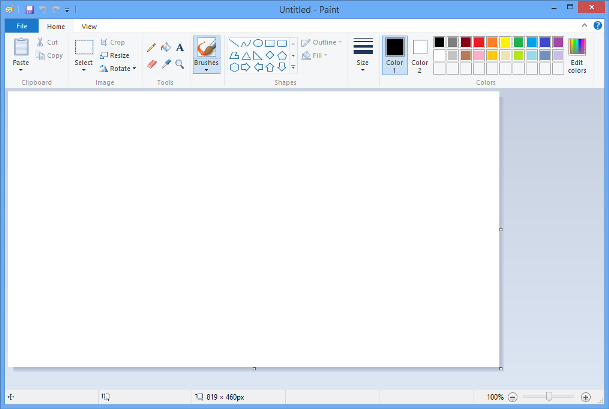 Untitled - Paint
File Home View
Paste
Cut
Copy
Clipboard
Select
Crop
Resize
Rotate
Image
A
Tools
Brushes
Outline
Fill
Shapes
Size
Color
1
Color
2
Edit
colors
Colors
819 × 460px
100%